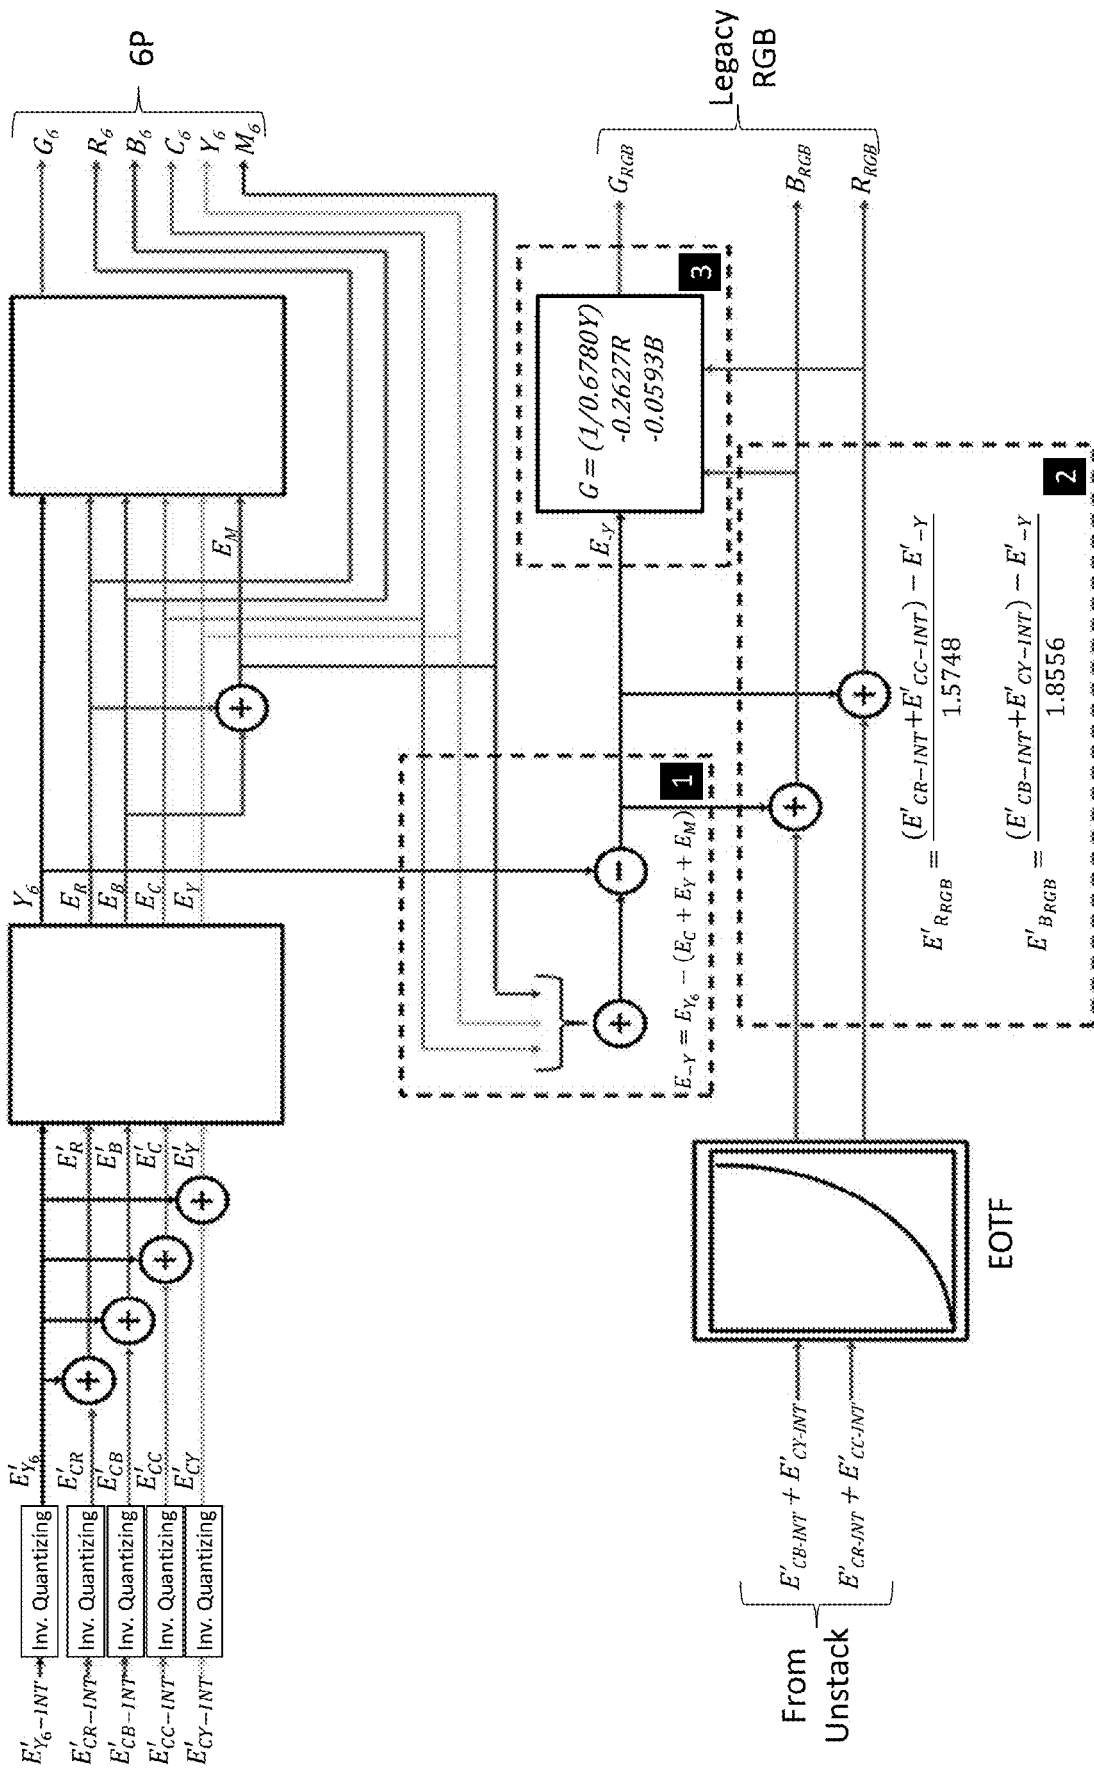 E'Y6-INT
Inv. Quantizing
E'Y6
E'CR-INT
Inv. Quantizing
E'CR
E'CB-INT
Inv. Quantizing
E'CB
E'CC-INT
Inv. Quantizing
E'CC
E'CY-INT
Inv. Quantizing
E'CY
+
+
+
+
E'R
E'B
E'C
E'Y
Y6
ER
EB
EC
EY
+
EM
G6
R6
B6
C6
Y6
M6
6P
+
-
E-Y = EY6 - (EC + EY + EM)
1
E-Y
G = (1/0.6780Y)
-0.2627R
-0.0593B
3
GRGB
BRGB
RRGB
Legacy
RGB
From
Unstack
E'CB-INT + E'CY-INT
E'CR-INT + E'CC-INT
EOTF
+
+
E'RRGB = (E'CR-INT+E'CC-INT) - E'-Y
1.5748
E'BRGB = (E'CB-INT+E'CY-INT) - E'-Y
1.8556
2